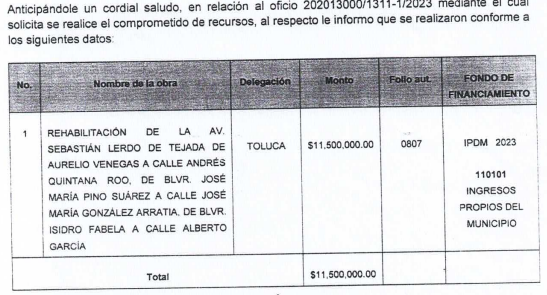 Anticipándole un cordial saludo, en relación al oficio 202013000/1311-1/2023 mediante el cual
solicita se realice el comprometido de recursos, al respecto le informo que se realizaron conforme a
los siguientes datos:
No. Nombre de la obra Delegación Monto Folio aut. FONDO DE
FINANCIAMIENTO
1 REHABILITACIÓN DE LA AV.
SEBASTIÁN LERDO DE TEJADA DE
AURELIO VENEGAS A CALLE ANDRÉS
QUINTANA ROO, DE BLVR. JOSÉ
MARÍA PINO SUÁREZ A CALLE JOSÉ
MARÍA GONZÁLEZ ARRATIA, DE BLVR.
ISIDRO FABELA A CALLE ALBERTO
GARCÍA
TOLUCA
$11,500,000.00
0807
IPDM 2023
110101
INGRESOS
PROPIOS DEL
MUNICIPIO
Total $11,500,000.00